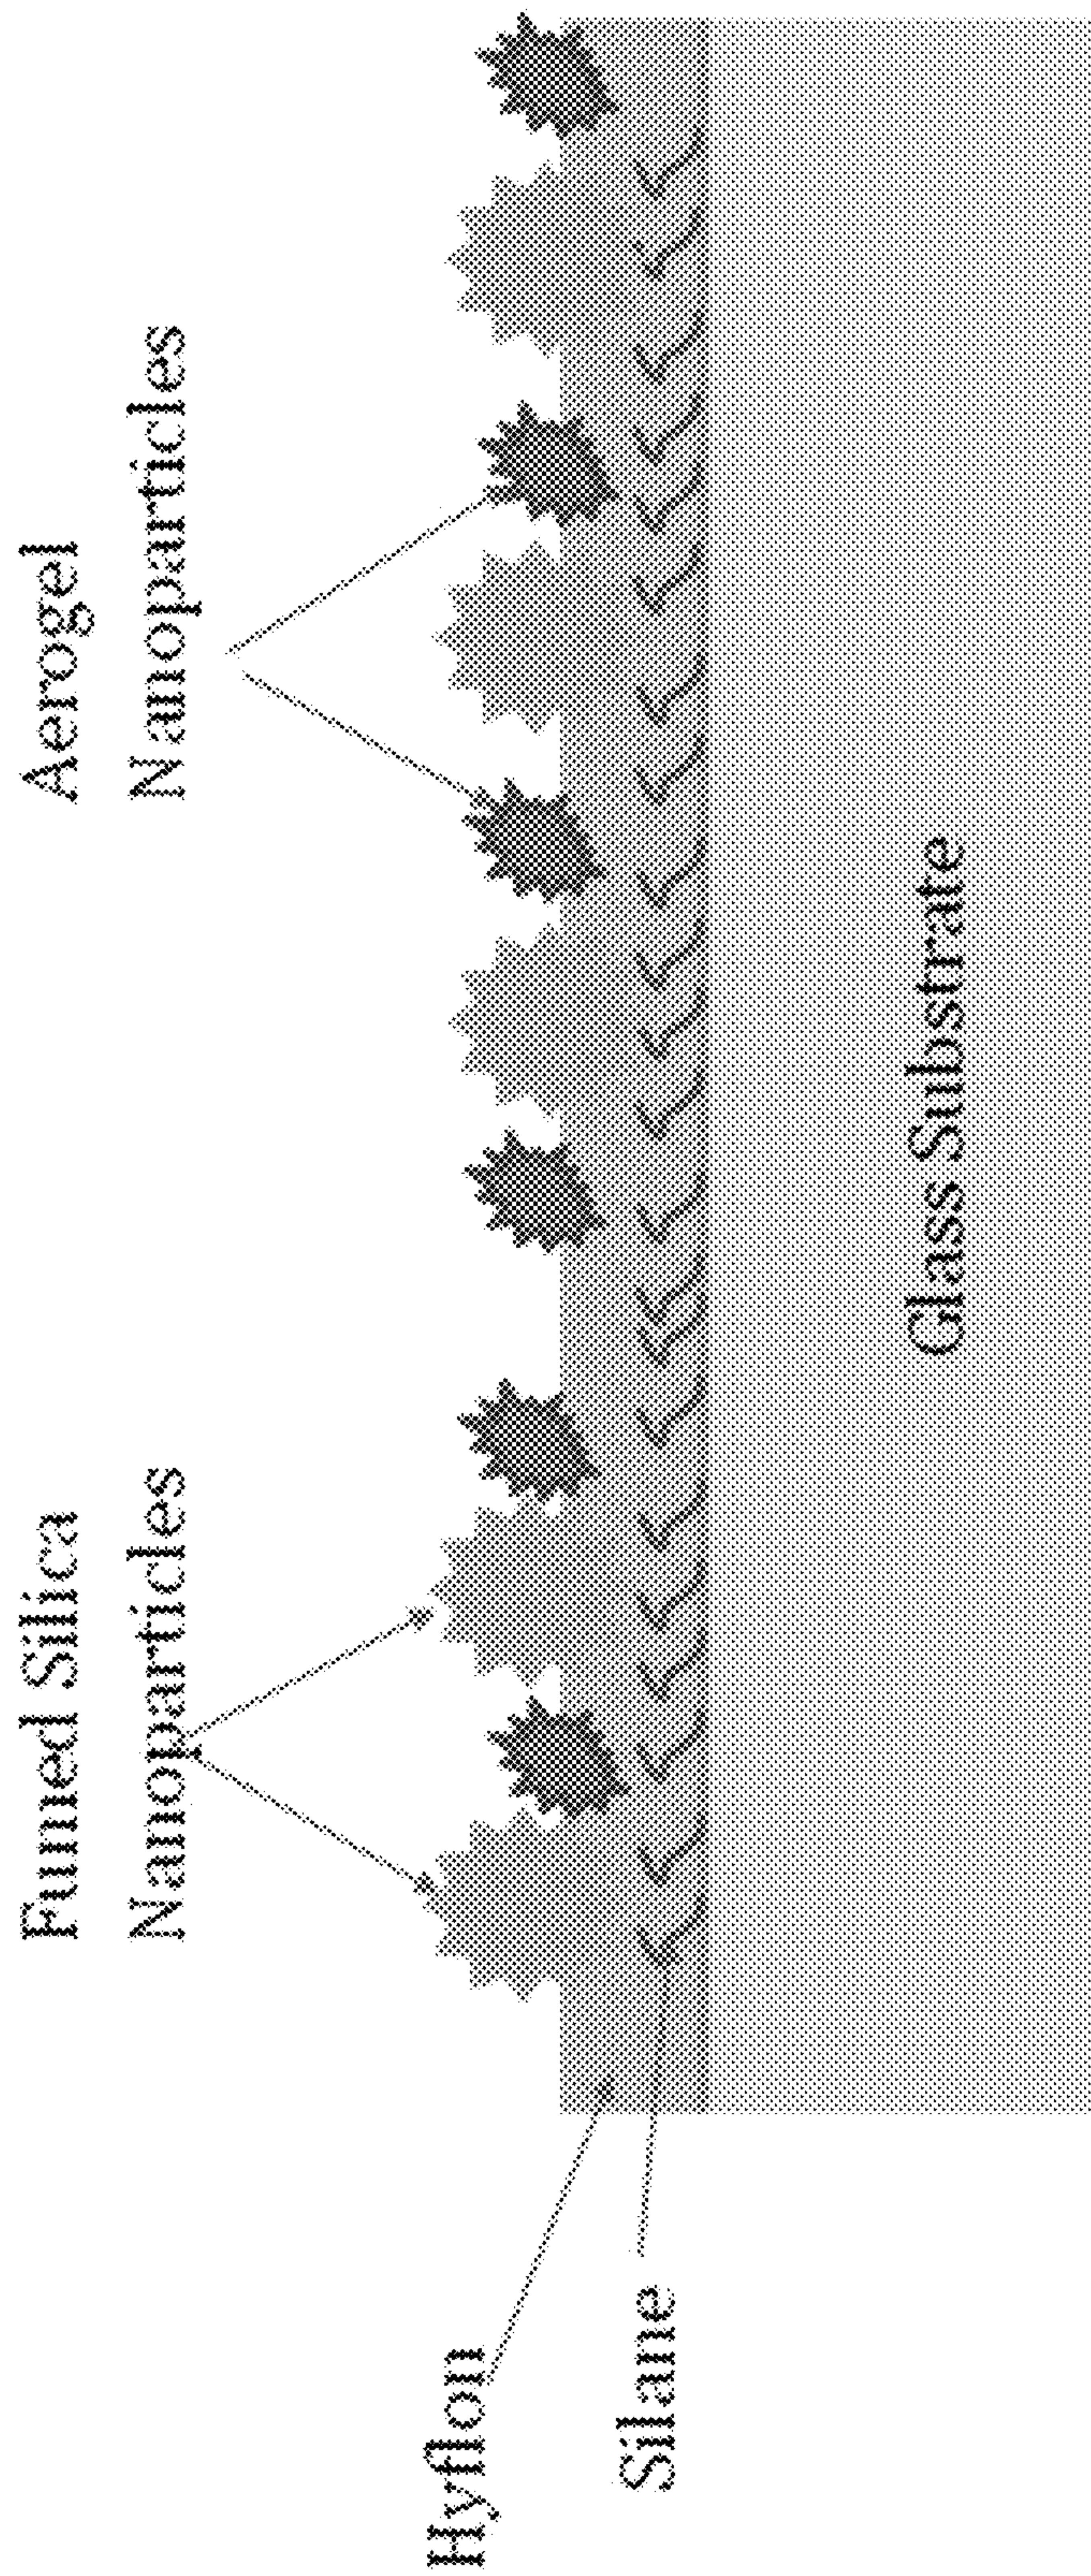 Fumed Silica
Nanoparticles
Aerogel
Nanoparticles
Hyflon
Silane
Glass Substrate